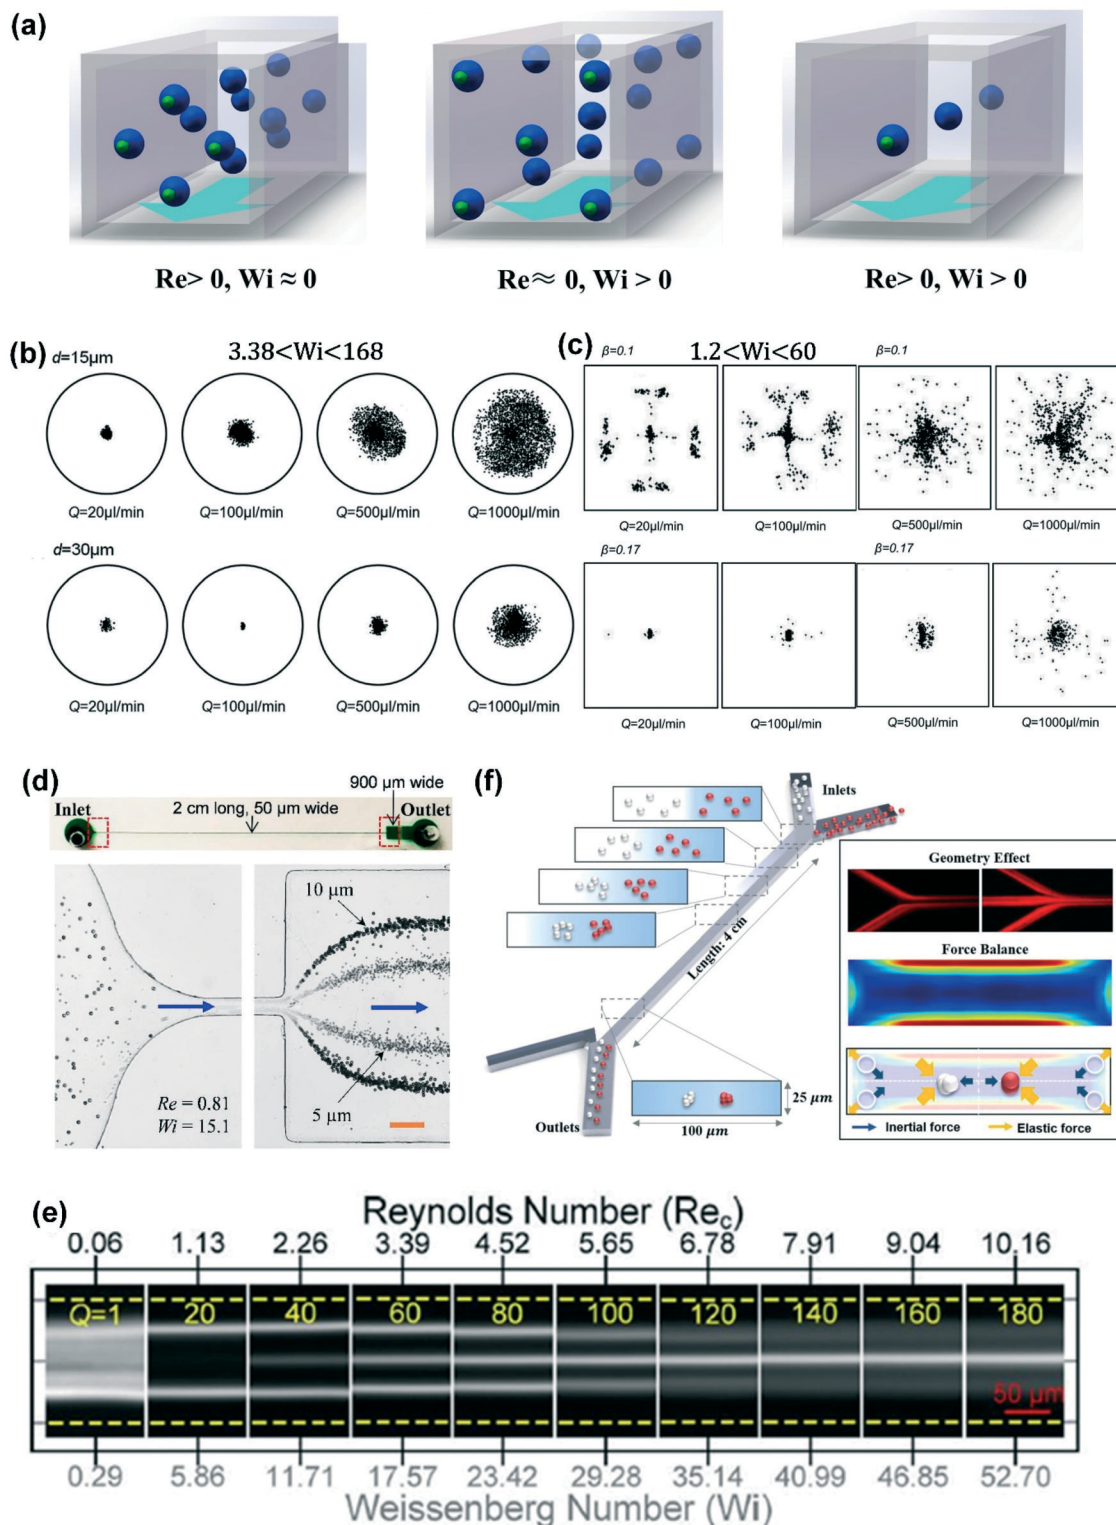 (a)
Re> 0, Wi ≈ 0
Re≈ 0, Wi > 0
Re> 0, Wi > 0
(b)
d=15μm
3.38<Wi<168
Q=20μl/min
Q=100μl/min
Q=500μl/min
Q=1000μl/min
d=30μm
Q=20μl/min
Q=100μl/min
Q=500μl/min
Q=1000μl/min
(c)
β=0.1
1.2<Wi<60
β=0.1
Q=20μl/min
Q=100μl/min
Q=500μl/min
Q=1000μl/min
β=0.17
β=0.17
Q=20μl/min
Q=100μl/min
Q=500μl/min
Q=1000μl/min
(d)
900 μm wide
Inlet
2 cm long, 50 μm wide
Outlet
10 μm
5 μm
Re = 0.81
Wi = 15.1
(f)
Inlets
Length: 4 cm
Outlets
25 μm
100 μm
Geometry Effect
Force Balance
Inertial force
Elastic force
(e)
Reynolds Number (Rec)
0.06 1.13 2.26 3.39 4.52 5.65 6.78 7.91 9.04 10.16
Q=1 20 40 60 80 100 120 140 160 180
50 μm
0.29 5.86 11.71 17.57 23.42 29.28 35.14 40.99 46.85 52.70
Weissenberg Number (Wi)